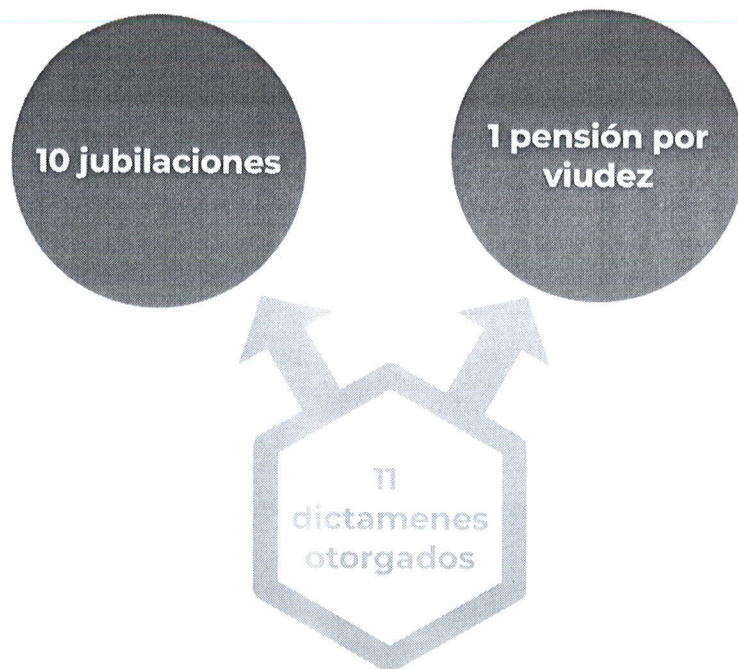 10 jubilaciones
1 pensión por
viudez
11
dictamenes
otorgados